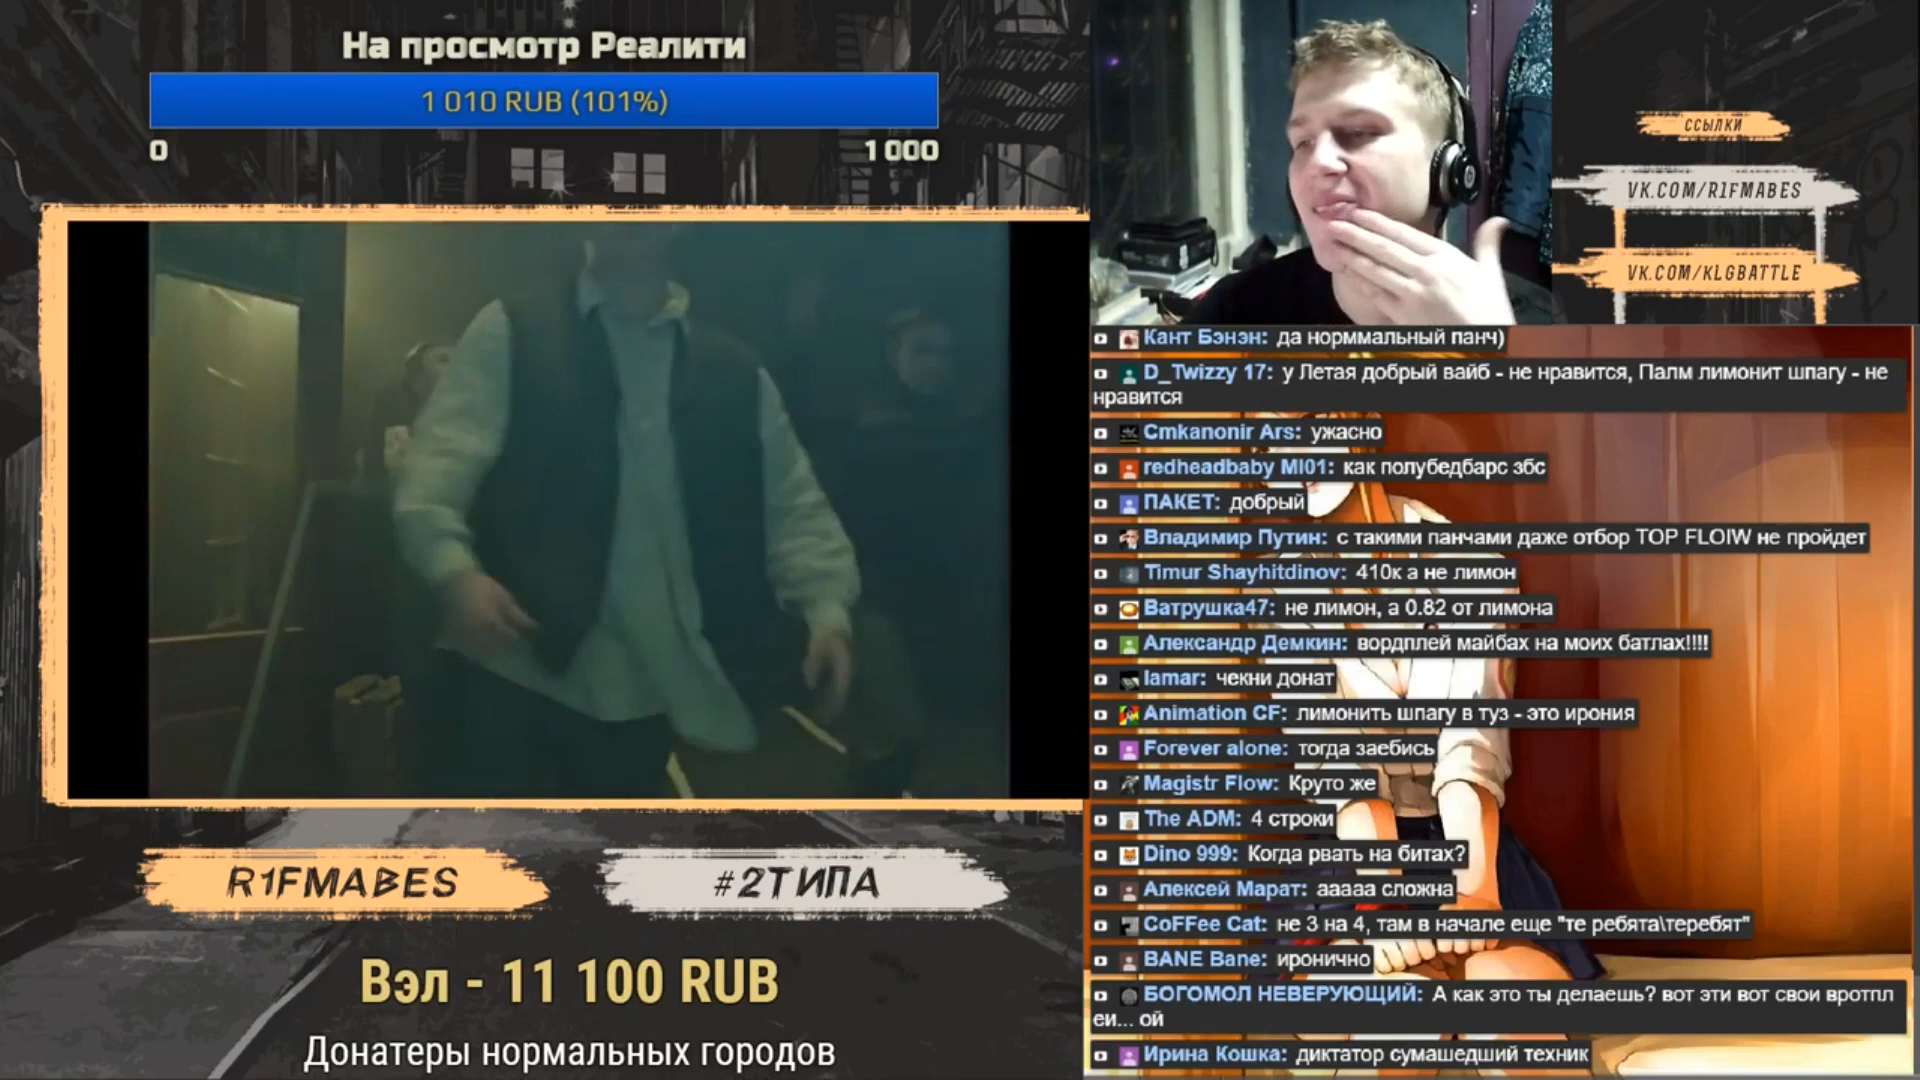 На просмотр Реалити
1 010 RUB (101%)
0
1 000
ССЫЛКИ
VK.COM/R1FMABES
VK.COM/KLGBATTLE
Кант Бэнэн: да норммальный панч)
D_Twizzy 17: у Летая добрый вайб - не нравится, Палм лимонит шпагу - не
нравится
Cmkanonir Ars: ужасно
redheadbaby MI01: как полубедбарс збс
ПАКЕТ: добрый
Владимир Путин: с такими панчами даже отбор TOP FLOIW не пройдет
Timur Shayhitdinov: 410к а не лимон
Ватрушка47: не лимон, а 0.82 от лимона
Александр Демкин: вордплей майбах на моих батлах!!!!
lamar: чекни донат
Animation CF: лимонить шпагу в туз - это ирония
Forever alone: тогда заебись
Magistr Flow: Круто же
The ADM: 4 строки
Dino 999: Когда рвать на битах?
Алексей Марат: ааааа сложна
CoFFee Cat: не 3 на 4, там в начале еще "те ребята\теребят"
BANE Bane: иронично
БОГОМОЛ НЕВЕРУЮЩИЙ: А как это ты делаешь? вот эти вот свои вротпл
еи... ой
Ирина Кошка: диктатор сумашедший техник
R1FMABES
#2ТИПА
Вэл - 11 100 RUB
Донатеры нормальных городов